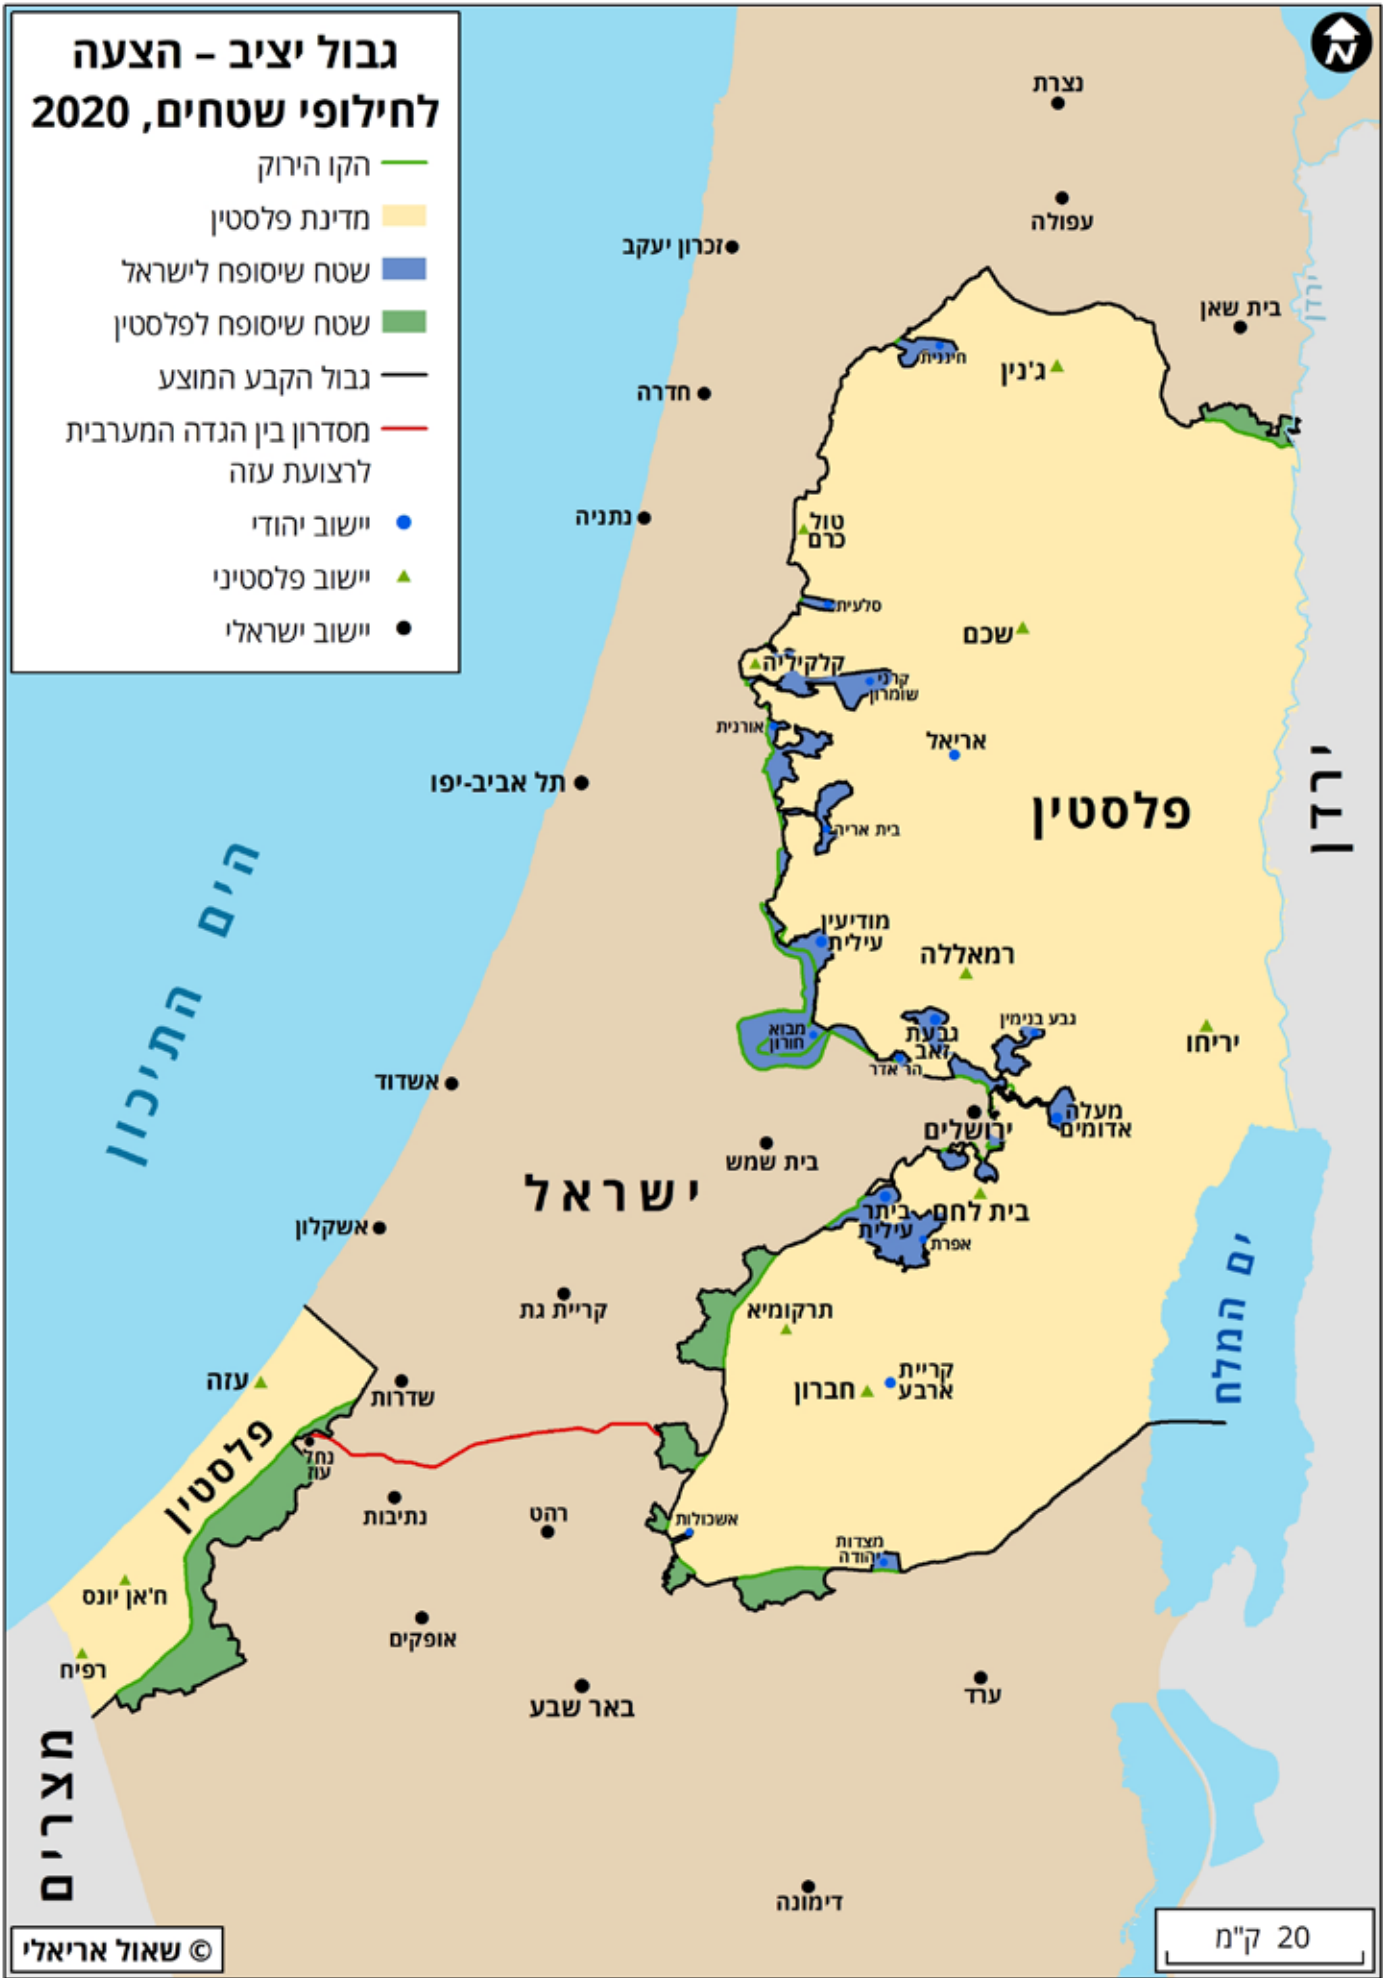 גבול יציב – הצעה
לחילופי שטחים, 2020
הקו הירוק
מדינת פלסטין
שטח שיסופח לישראל
שטח שיסופח לפלסטין
גבול הקבע המוצע
מסדרון בין הגדה המערבית
לרצועת עזה
יישוב יהודי
יישוב פלסטיני
יישוב ישראלי
N
נצרת
עפולה
זכרון יעקב
ירדן
בית שאן
חיננית
ג'נין
חדרה
נתניה
טול
כרם
סלעית
שכם
קלקיליה
קרני
שומרון
אורנית
אריאל
תל אביב-יפו
פלסטין
ירדן
בית אריה
הים התיכון
מודיעין
עילית
רמאללה
גבע בנימין
מבוא
חורון
גבעת
זאב
יריחו
הר אדר
אשדוד
מעלה
אדומים
ירושלים
בית שמש
ישראל
ביתר
עילית
בית לחם
אפרת
אשקלון
ים המלח
קריית גת
תרקומיא
עזה
שדרות
קריית
ארבע
חברון
פלסטין
נחל
עוז
נתיבות
רהט
אשכולות
מצדות
יהודה
ח'אן יונס
אופקים
רפיח
באר שבע
ערד
מצרים
דימונה
© שאול אריאלי
20 ק"מ